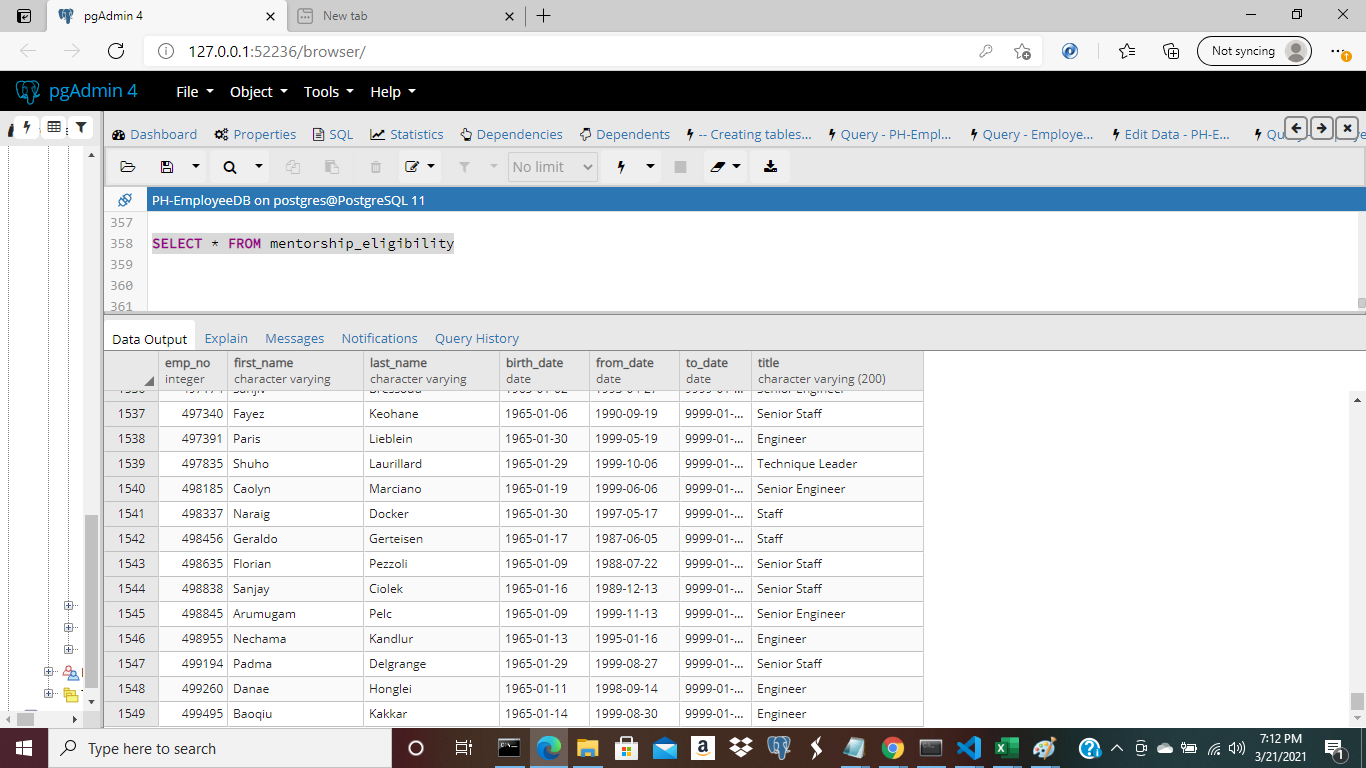 pgAdmin 4
New tab
127.0.0.1:52236/browser/
Not syncing
pgAdmin 4 File Object Tools Help
Dashboard Properties SQL Statistics Dependencies Dependents -- Creating tables... Query - PH-Empl... Query - Employe... Edit Data - PH-E...
No limit
PH-EmployeeDB on postgres@PostgreSQL 11
357
358 SELECT * FROM mentorship_eligibility
359
360
361
Data Output Explain Messages Notifications Query History
emp_no first_name last_name birth_date from_date to_date title
integer character varying character varying date date date character varying (200)
1537 497340 Fayez Keohane 1965-01-06 1990-09-19 9999-01-... Senior Staff
1538 497391 Paris Lieblein 1965-01-30 1999-05-19 9999-01-... Engineer
1539 497835 Shuho Laurillard 1965-01-29 1999-10-06 9999-01-... Technique Leader
1540 498185 Caolyn Marciano 1965-01-19 1999-06-06 9999-01-... Senior Engineer
1541 498337 Naraig Docker 1965-01-30 1997-05-17 9999-01-... Staff
1542 498456 Geraldo Gerteisen 1965-01-17 1987-06-05 9999-01-... Staff
1543 498635 Florian Pezzoli 1965-01-09 1988-07-22 9999-01-... Senior Staff
1544 498838 Sanjay Ciolek 1965-01-16 1989-12-13 9999-01-... Senior Staff
1545 498845 Arumugam Pelc 1965-01-09 1999-11-13 9999-01-... Senior Engineer
1546 498955 Nechama Kandlur 1965-01-13 1995-01-16 9999-01-... Engineer
1547 499194 Padma Delgrange 1965-01-29 1999-08-27 9999-01-... Senior Staff
1548 499260 Danae Honglei 1965-01-11 1998-09-14 9999-01-... Engineer
1549 499495 Baoqiu Kakkar 1965-01-14 1999-08-30 9999-01-... Engineer
Type here to search
7:12 PM
3/21/2021
1